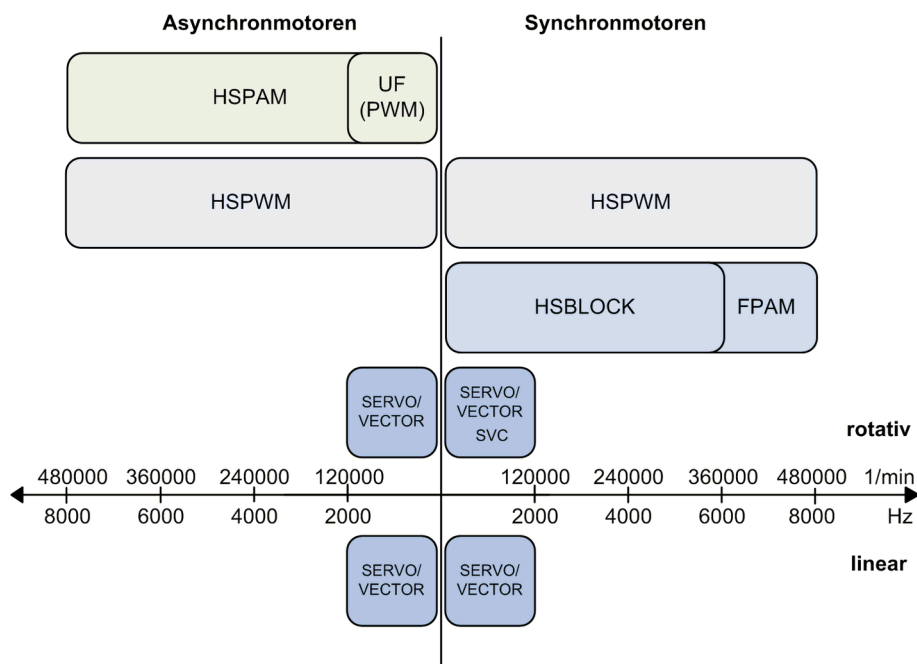 Asynchronmotoren
Synchronmotoren
HSPAM
UF
(PWM)
HSPWM
HSPWM
HSBLOCK
FPAM
SERVO/
VECTOR
SERVO/
VECTOR
SVC
rotativ
480000 360000 240000 120000 120000 240000 360000 480000 1/min
8000 6000 4000 2000 2000 4000 6000 8000 Hz
SERVO/
VECTOR
SERVO/
VECTOR
linear